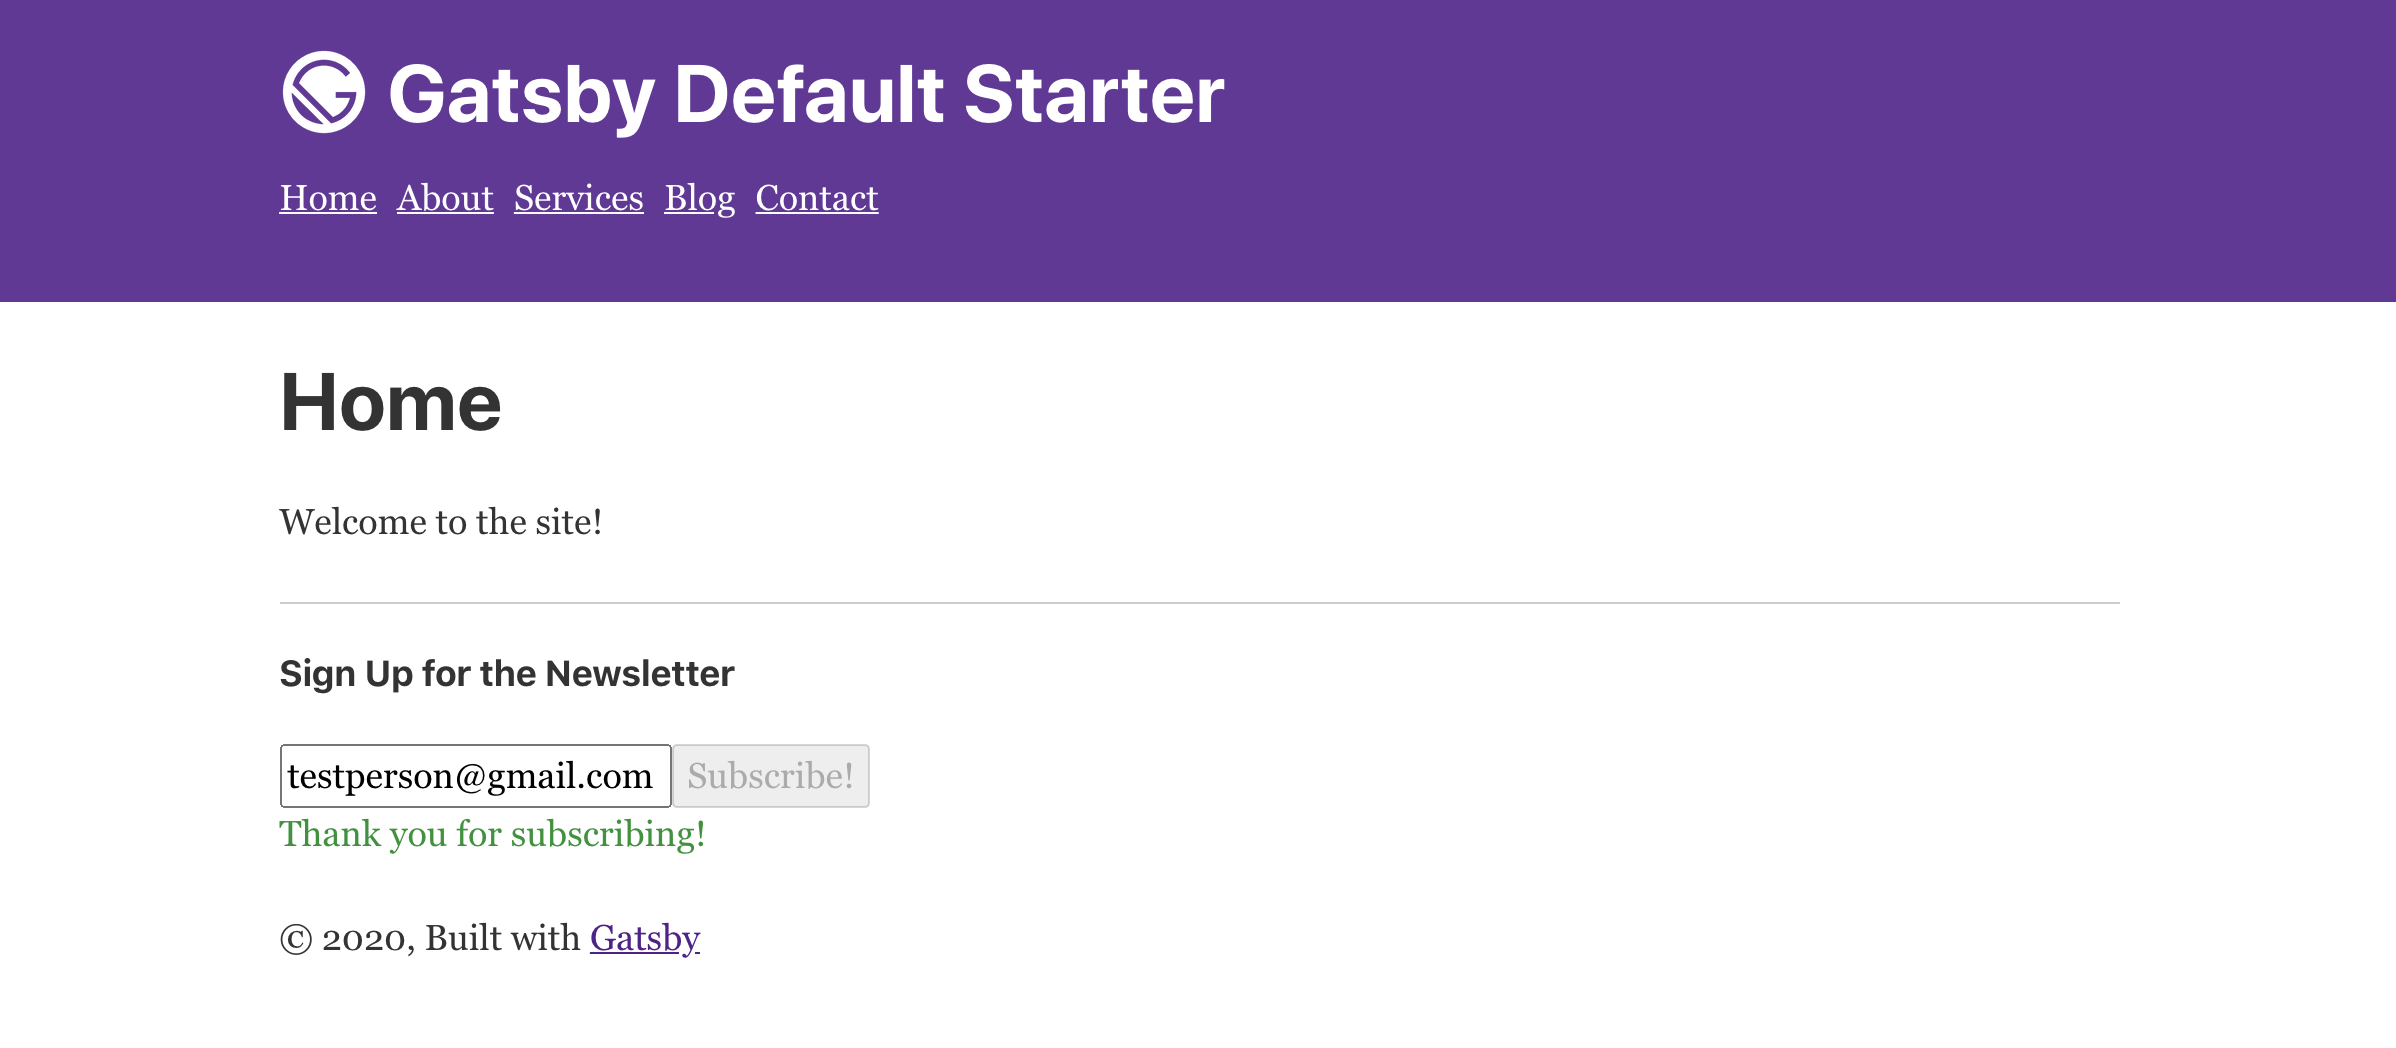 Gatsby Default Starter
Home About Services Blog Contact
Home
Welcome to the site!
Sign Up for the Newsletter
testperson@gmail.com Subscribe!
Thank you for subscribing!
© 2020, Built with Gatsby